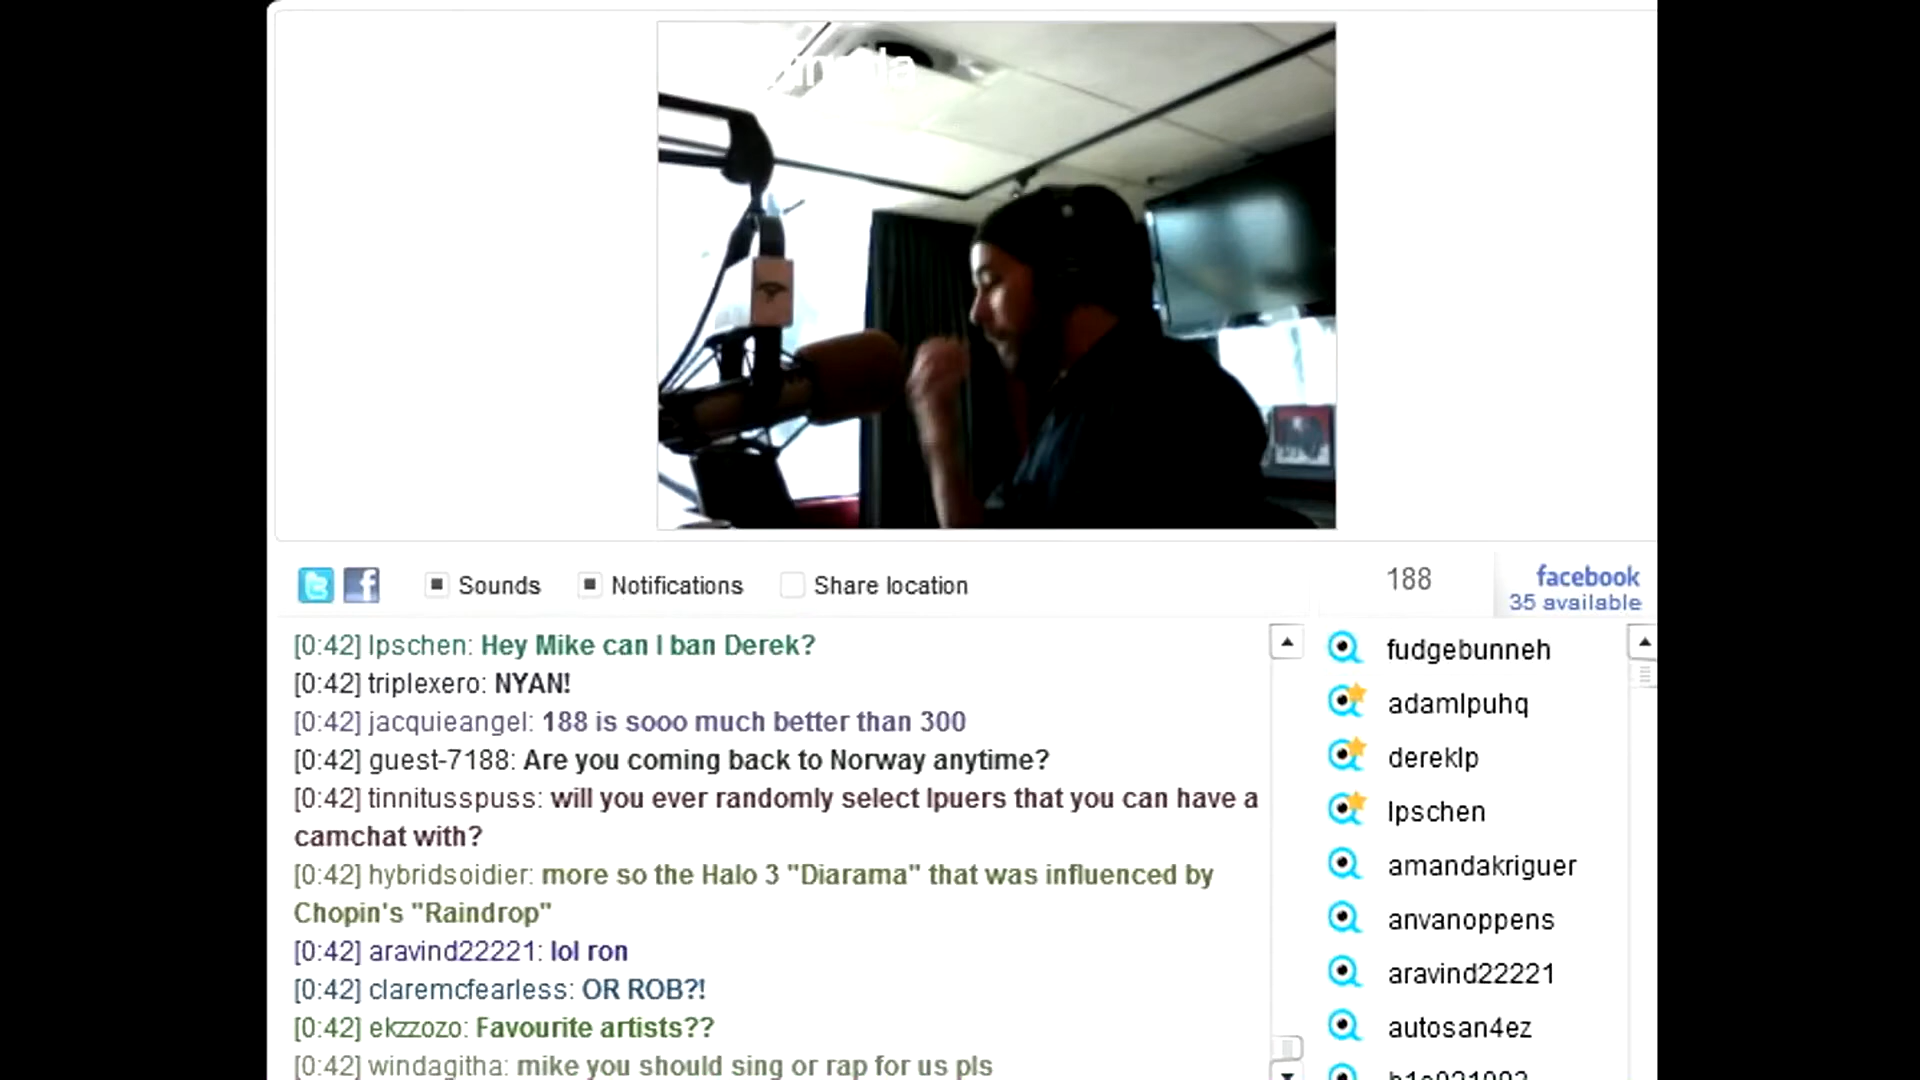 Sounds
Notifications
Share location
188
facebook
35 available
[0:42] lpschen: Hey Mike can I ban Derek?
[0:42] triplexero: NYAN!
[0:42] jacquieangel: 188 is sooo much better than 300
[0:42] guest-7188: Are you coming back to Norway anytime?
[0:42] tinnitusspuss: will you ever randomly select lpuers that you can have a
camchat with?
[0:42] hybridsoidier: more so the Halo 3 "Diarama" that was influenced by
Chopin's "Raindrop"
[0:42] aravind22221: lol ron
[0:42] claremcfearless: OR ROB?!
[0:42] ekzzozo: Favourite artists??
[0:42] windagitha: mike you should sing or rap for us pls
fudgebunneh
adamlpuhq
dereklp
lpschen
amandakriguer
anvanoppens
aravind22221
autosan4ez